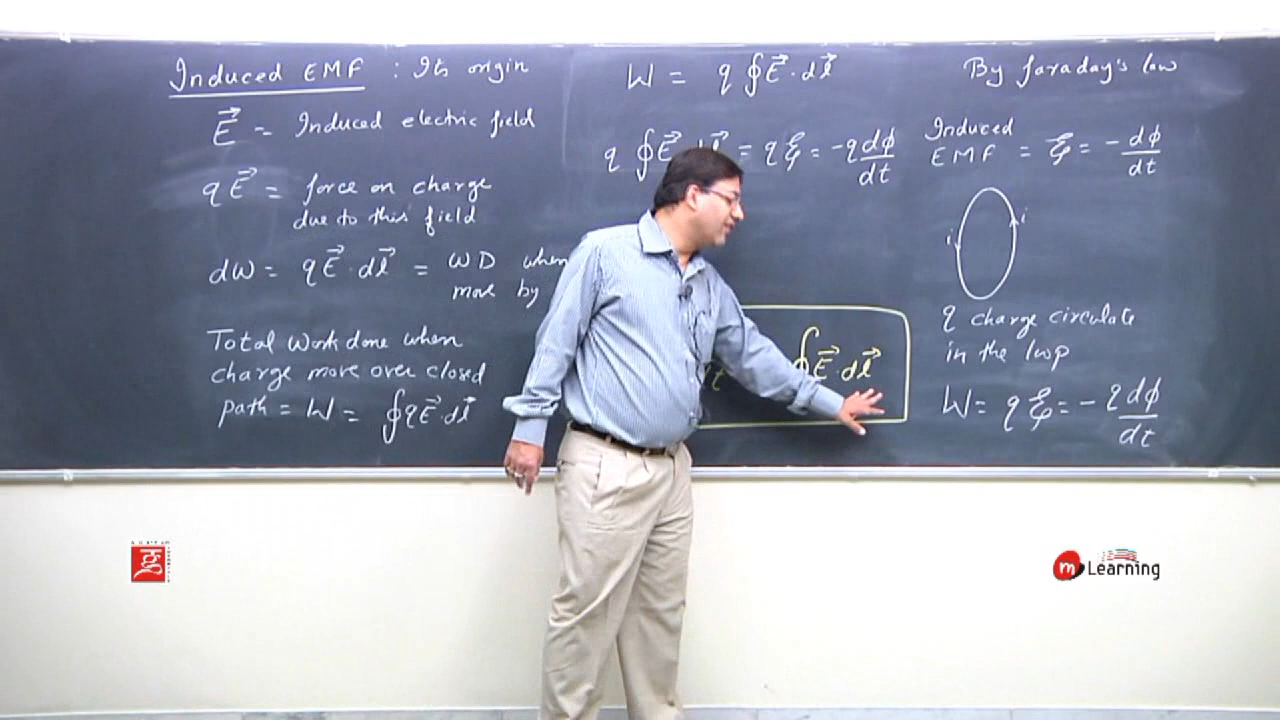 Induced EMF : Its origin
E⃗ = Induced electric field
qE⃗ = force on charge
due to this field
dw = qE⃗ · dl⃗ = WD when
move by
Total work done when
charge move over closed
path = W = ∮qE⃗ · dl⃗
W = q ∮E⃗ · dl⃗
q ∮E⃗ dl⃗ = qξ = -q dϕ/dt
dt ∮E⃗ · dl⃗
By faraday's law
Induced
EMF = ξ = - dϕ/dt
i i
q charge circulate
in the loop
W = qξ = - q dϕ/dt
m Learning